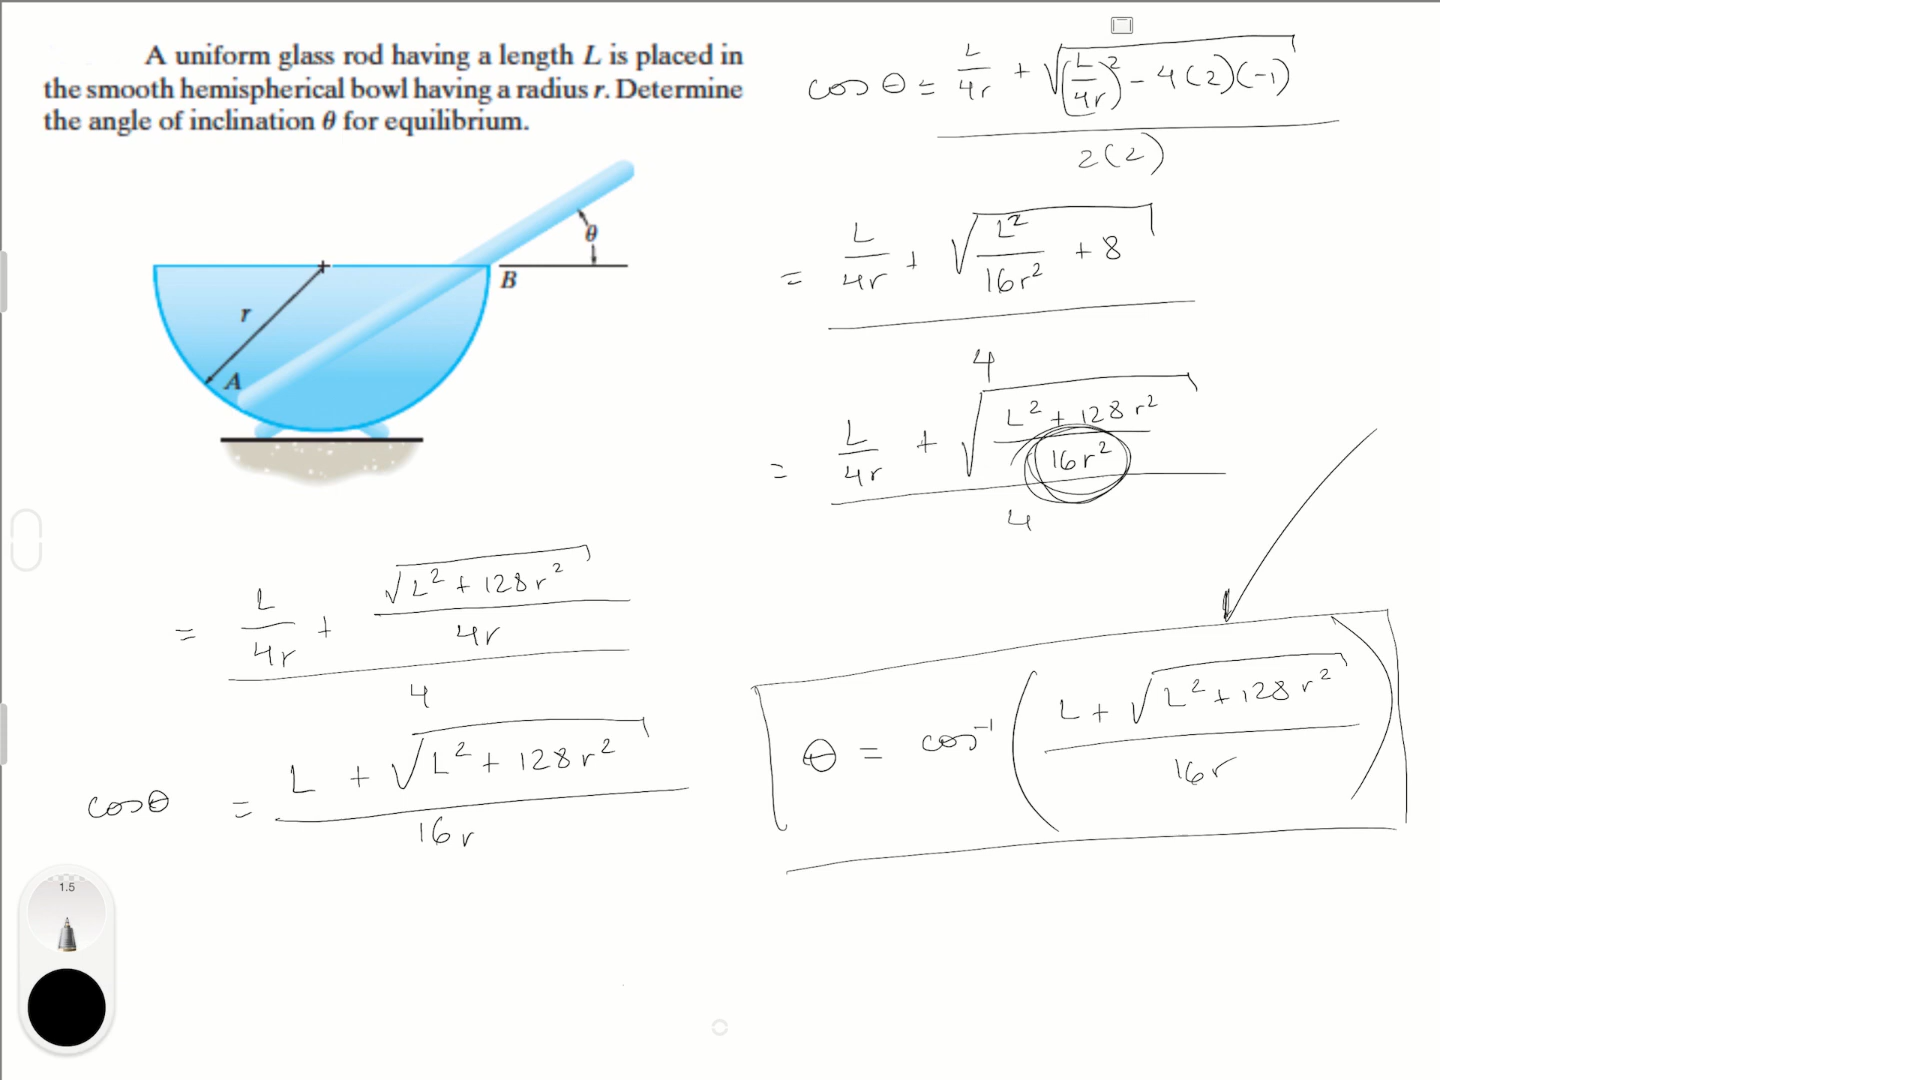 A uniform glass rod having a length L is placed in
the smooth hemispherical bowl having a radius r. Determine
the angle of inclination θ for equilibrium.
θ
B
r
A
cos θ = (L/4r + √((L/4r)² - 4(2)(-1))) / 2(2)
= (L/4r + √(L²/16r² + 8)) / 4
= (L/4r + √((L² + 128r²)/16r²)) / 4
= (L/4r + √(L² + 128r²)/4r) / 4
cosθ = (L + √(L² + 128r²)) / 16r
θ = cos⁻¹((L + √(L² + 128r²)) / 16r)
1.5